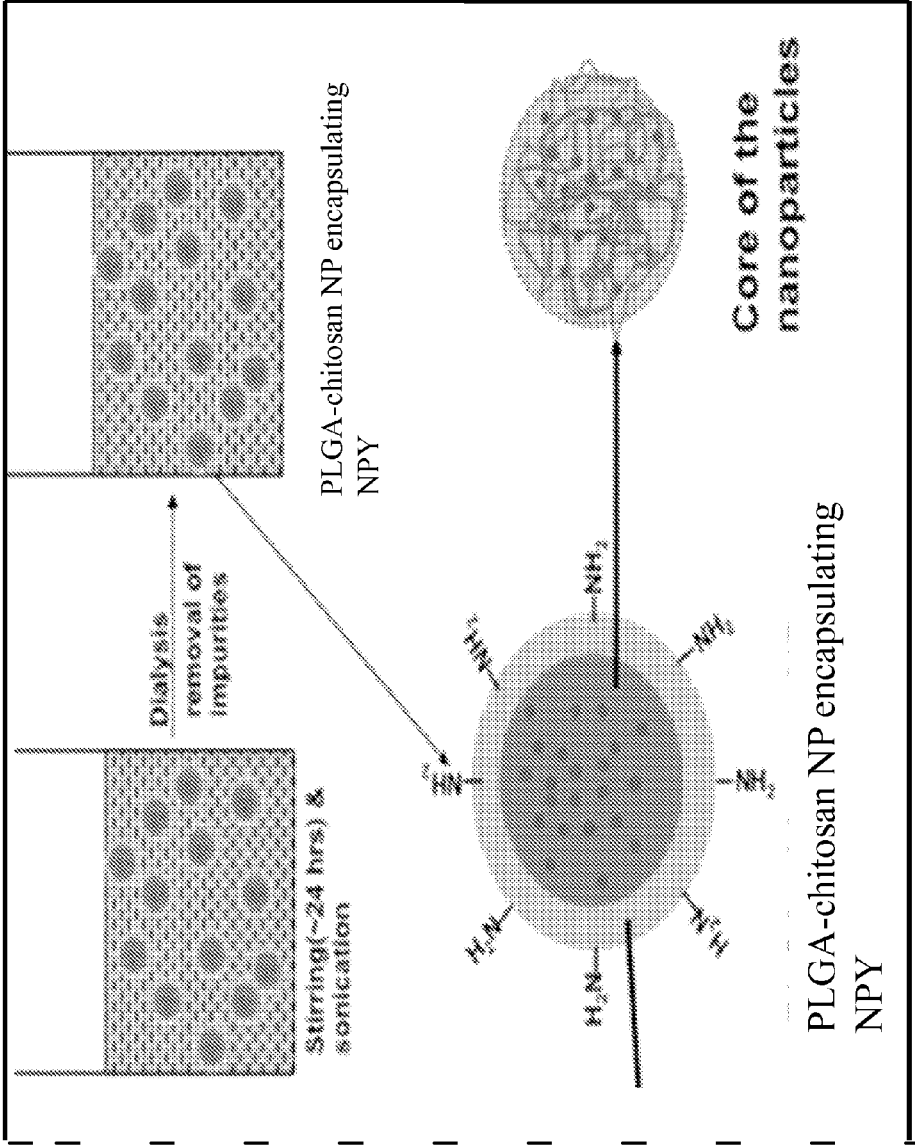 Dialysis
removal of
impurities
Stirring(~24 hrs) &
sonication
PLGA-chitosan NP encapsulating
NPY
NH₂
H₂N
NH₂
H₂N
NH₂
H₂N
NH₂
NH₂
Core of the
nanoparticles
PLGA-chitosan NP encapsulating
NPY